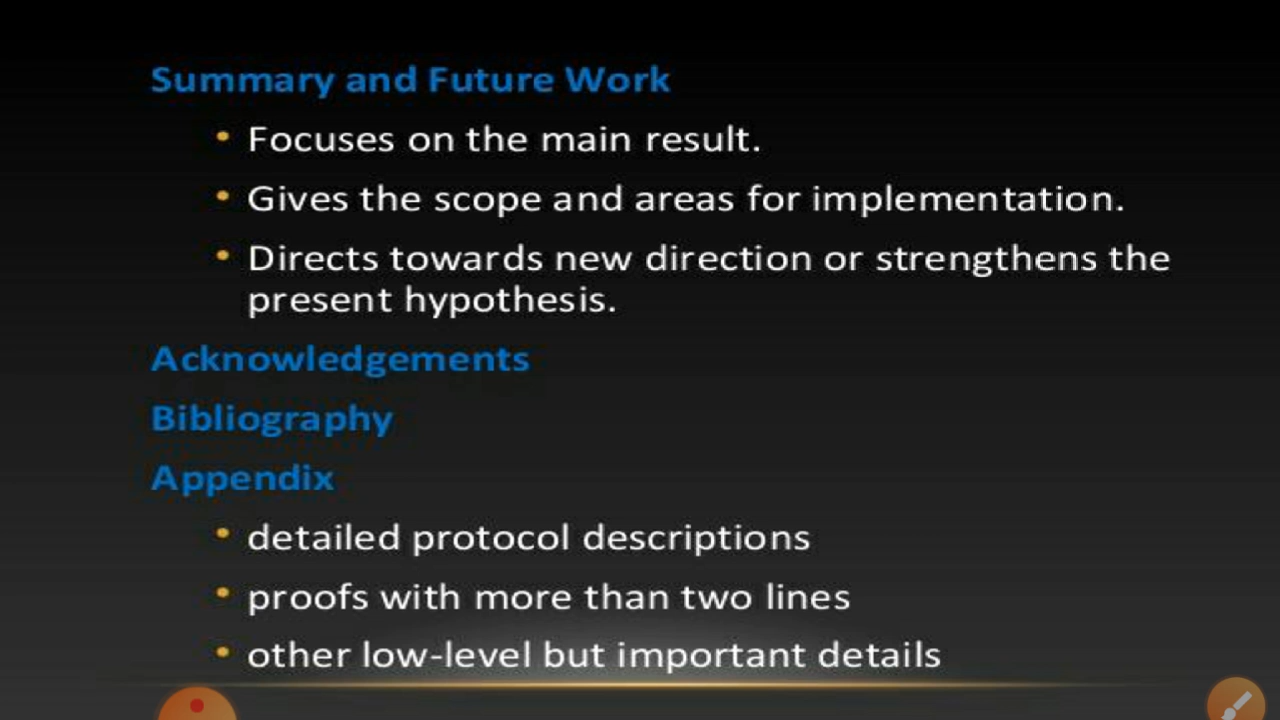 Summary and Future Work
• Focuses on the main result.
• Gives the scope and areas for implementation.
• Directs towards new direction or strengthens the
present hypothesis.
Acknowledgements
Bibliography
Appendix
• detailed protocol descriptions
• proofs with more than two lines
• other low-level but important details